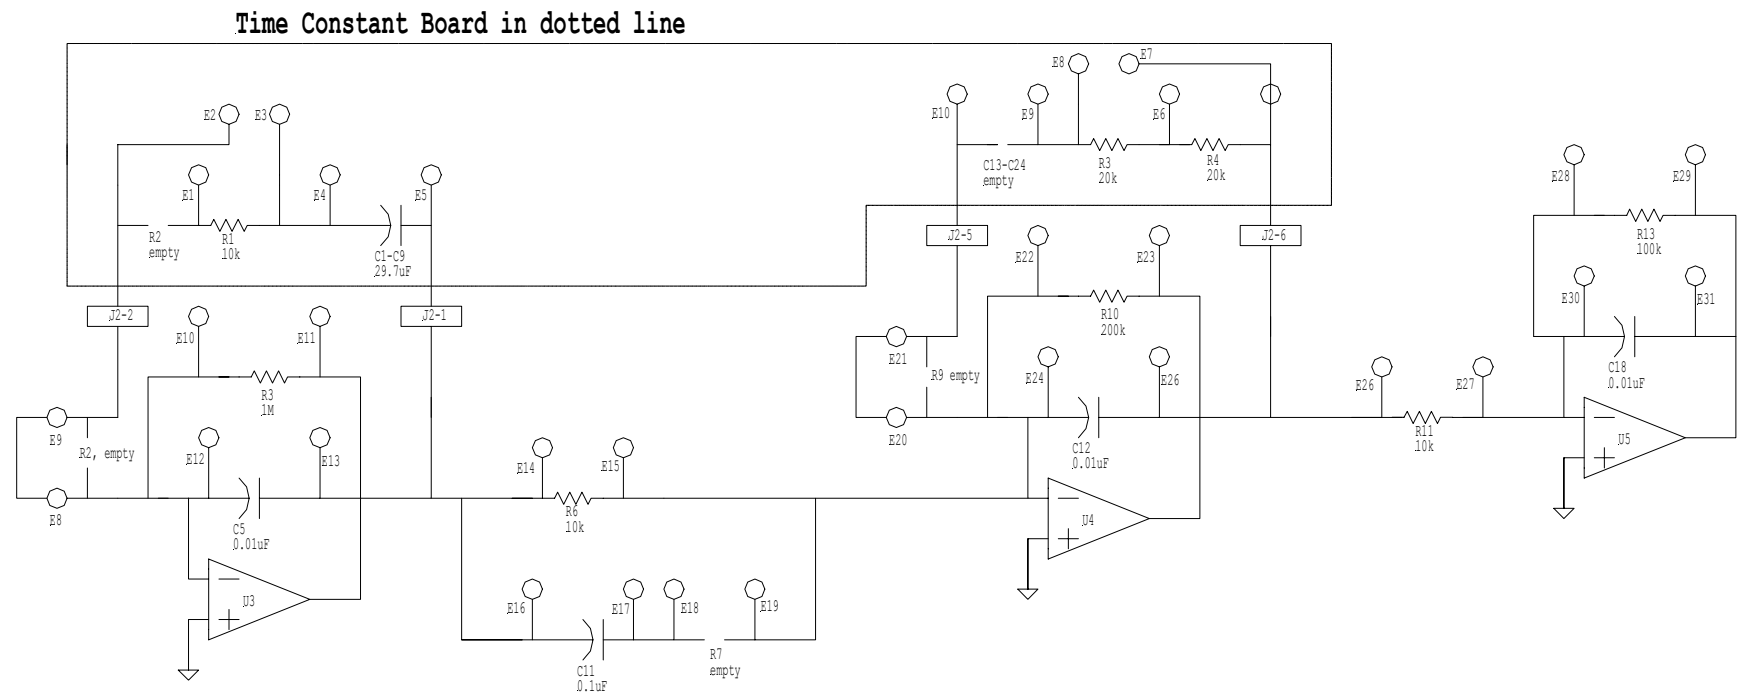 Time Constant Board in dotted line
E8
E7
E10
E9
E6
E2
E3
C13-C24
empty
R3
20k
R4
20k
E28
E29
E1
E4
E5
R2
empty
R1
10k
C1-C9
29.7uF
J2-5
J2-6
R13
100k
E22
E23
E30
E31
J2-2
J2-1
R10
200k
E10
E11
E21
R9 empty
E24
E26
E26
E27
C18
0.01uF
R3
1M
E20
R11
10k
U5
E9
R2, empty
E12
E13
C12
0.01uF
E14
E15
E8
C5
0.01uF
R6
10k
U4
U3
E16
E17
E18
E19
C11
0.1uF
R7
empty